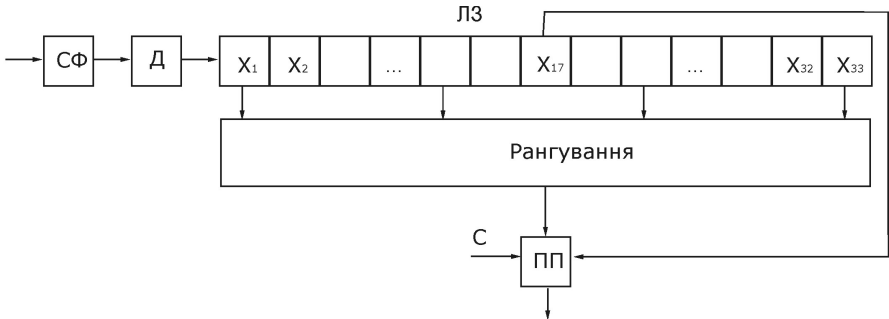 ЛЗ
СФ
Д
X1 X2 ... X17 ... X32 X33
Рангування
С
ПП